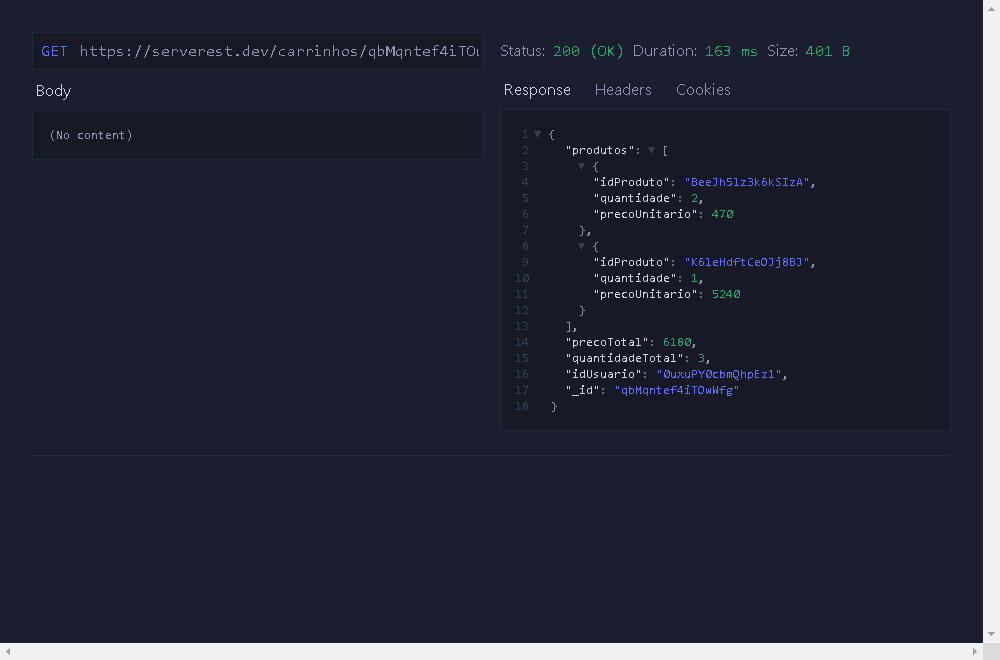 GET https://serverest.dev/carrinhos/qbMqntef4iTOw
Status: 200 (OK) Duration: 163 ms Size: 401 B
Body
Response Headers Cookies
(No content)
1 ▼ {
2 "produtos": ▼ [
3 ▼ {
4 "idProduto": "BeeJh5lz3k6kSIzA",
5 "quantidade": 2,
6 "precoUnitario": 470
7 },
8 ▼ {
9 "idProduto": "K6leHdftCeOJj8BJ",
10 "quantidade": 1,
11 "precoUnitario": 5240
12 }
13 ],
14 "precoTotal": 6180,
15 "quantidadeTotal": 3,
16 "idUsuario": "0uxuPY0cbmQhpEz1",
17 "_id": "qbMqntef4iTOwWfg"
18 }